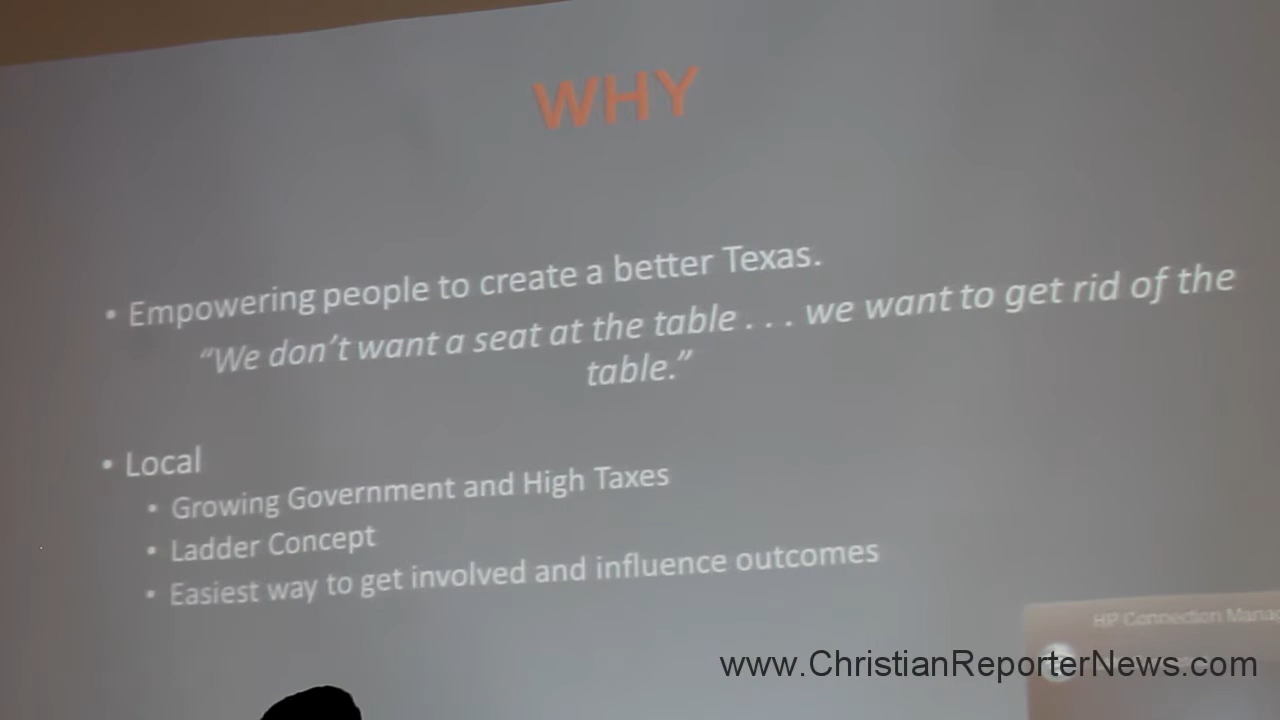 WHY
• Empowering people to create a better Texas.
“We don’t want a seat at the table . . . we want to get rid of the
table.”
• Local
• Growing Government and High Taxes
• Ladder Concept
• Easiest way to get involved and influence outcomes
HP Connection Manag
www.ChristianReporterNews.com